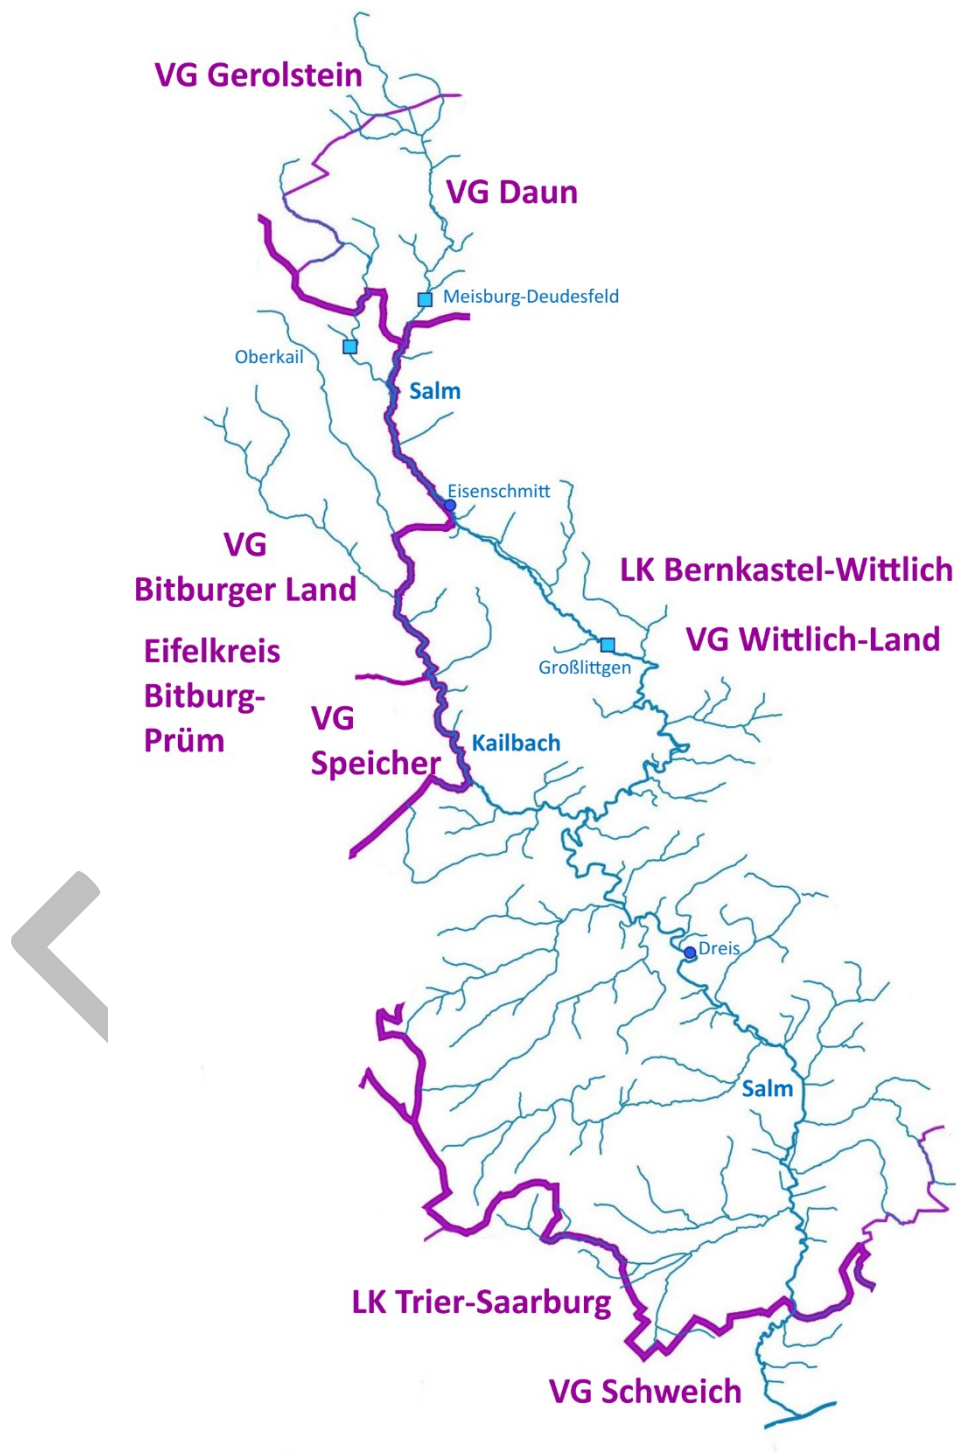 VG Gerolstein
VG Daun
Meisburg-Deudesfeld
Oberkail
Salm
Eisenschmitt
VG
Bitburger Land
LK Bernkastel-Wittlich
VG Wittlich-Land
Eifelkreis
Bitburg-
Prüm
Großlittgen
VG
Speicher
Kailbach
Dreis
Salm
LK Trier-Saarburg
VG Schweich